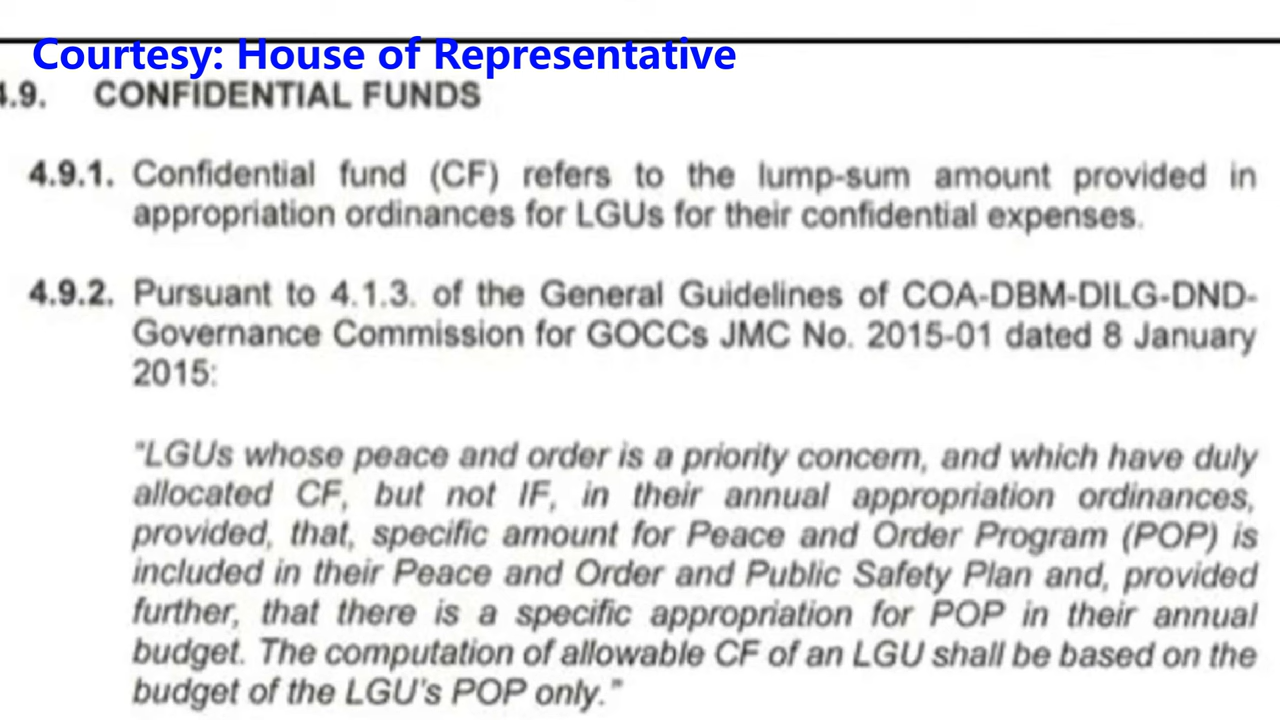 Courtesy: House of Representative
4.9. CONFIDENTIAL FUNDS
4.9.1. Confidential fund (CF) refers to the lump-sum amount provided in
appropriation ordinances for LGUs for their confidential expenses.
4.9.2. Pursuant to 4.1.3. of the General Guidelines of COA-DBM-DILG-DND-
Governance Commission for GOCCs JMC No. 2015-01 dated 8 January
2015:
"LGUs whose peace and order is a priority concern, and which have duly
allocated CF, but not IF, in their annual appropriation ordinances,
provided, that, specific amount for Peace and Order Program (POP) is
included in their Peace and Order and Public Safety Plan and, provided
further, that there is a specific appropriation for POP in their annual
budget. The computation of allowable CF of an LGU shall be based on the
budget of the LGU's POP only."